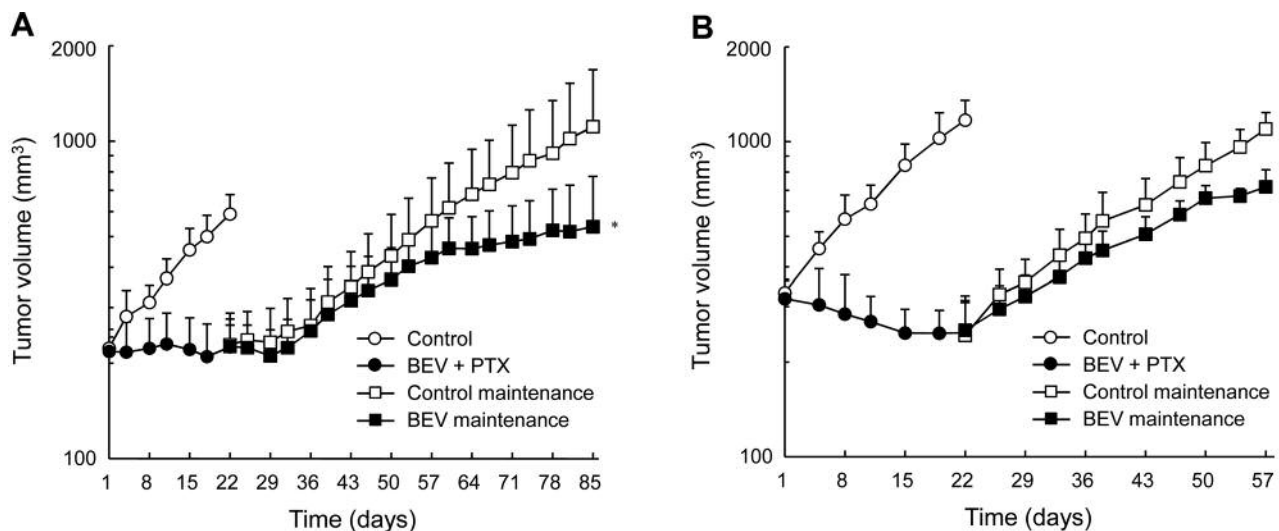 A
2000
1000
100
Tumor volume (mm³)
1 8 15 22 29 36 43 50 57 64 71 78 85
Time (days)
*
Control
BEV + PTX
Control maintenance
BEV maintenance
B
2000
1000
100
Tumor volume (mm³)
1 8 15 22 29 36 43 50 57
Time (days)
Control
BEV + PTX
Control maintenance
BEV maintenance